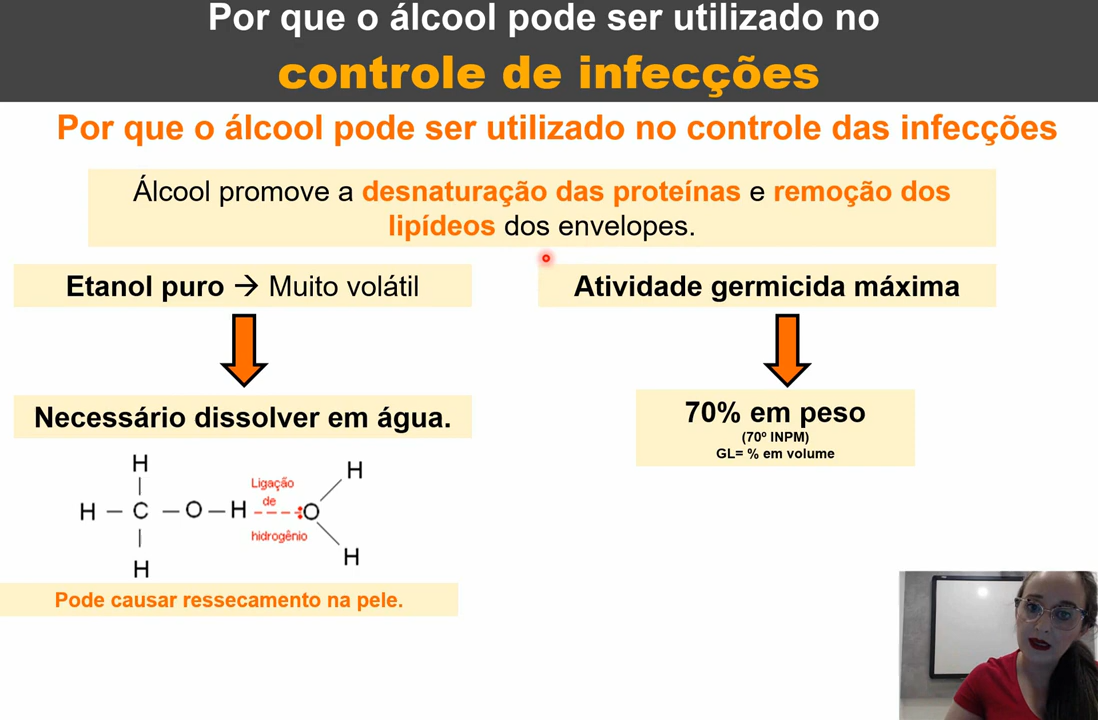 Por que o álcool pode ser utilizado no
controle de infecções
Por que o álcool pode ser utilizado no controle das infecções
Álcool promove a desnaturação das proteínas e remoção dos
lipídeos dos envelopes.
Etanol puro → Muito volátil
Atividade germicida máxima
Necessário dissolver em água.
70% em peso
(70º INPM)
GL= % em volume
H
H
Ligação
de
H – C – O – H O
hidrogênio
H
H
Pode causar ressecamento na pele.